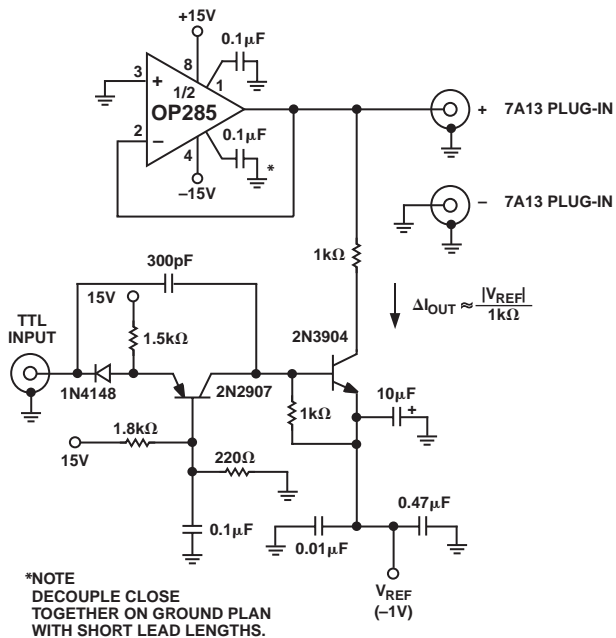 +15V
0.1µF
8
3
+
1/2
1
OP285
0.1µF
2
–
4
*
–15V
+ 7A13 PLUG-IN
– 7A13 PLUG-IN
1kΩ
300pF
15V
ΔIOUT ≈ |VREF| / 1kΩ
TTL
INPUT
1.5kΩ
2N3904
1N4148
2N2907
10µF
+
1.8kΩ
1kΩ
15V
220Ω
0.1µF
0.01µF
0.47µF
VREF
(–1V)
*NOTE
DECOUPLE CLOSE
TOGETHER ON GROUND PLAN
WITH SHORT LEAD LENGTHS.